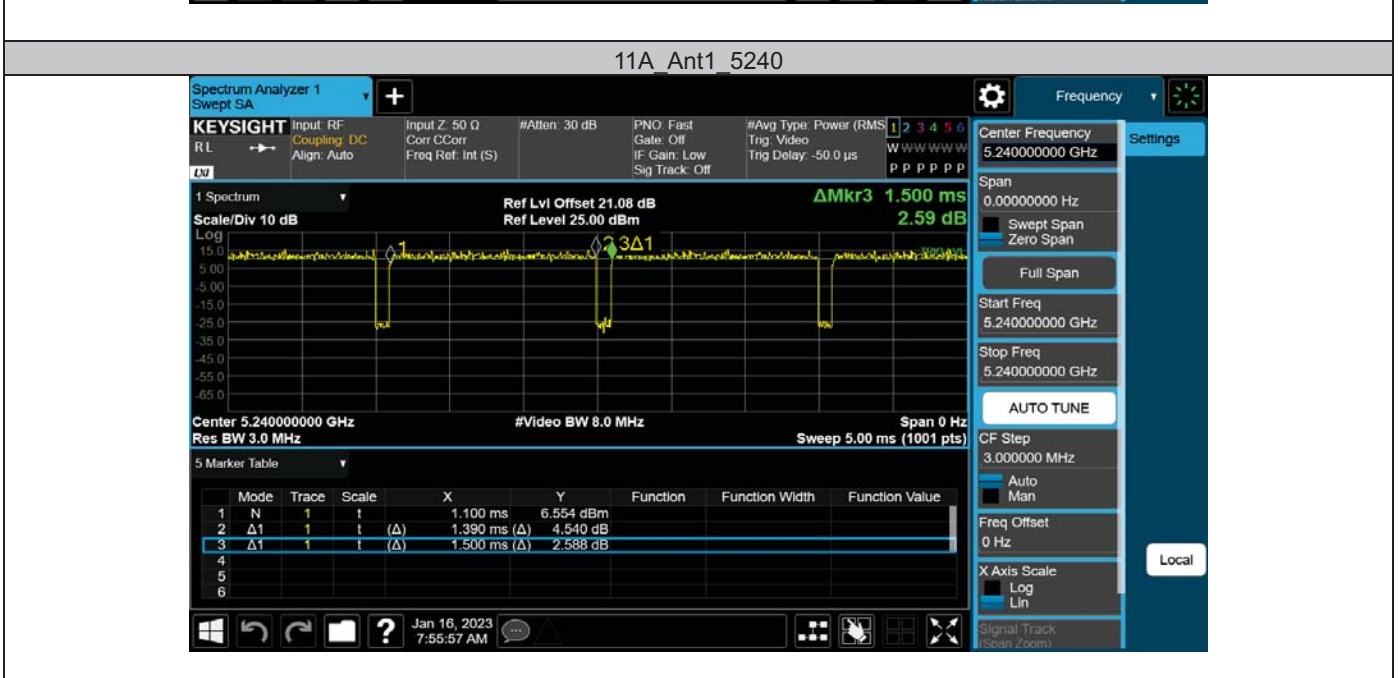 11A_Ant1_5240
Spectrum Analyzer 1
Swept SA
Frequency
KEYSIGHT
RL
LXI
Input: RF
Coupling: DC
Align: Auto
Input Z: 50 Ω
Corr CCorr
Freq Ref: Int (S)
#Atten: 30 dB
PNO: Fast
Gate: Off
IF Gain: Low
Sig Track: Off
#Avg Type: Power (RMS
Trig: Video
Trig Delay: -50.0 µs
1 2 3 4 5 6
W W W W W W
P P P P P P
1 Spectrum
Scale/Div 10 dB
Ref Lvl Offset 21.08 dB
Ref Level 25.00 dBm
ΔMkr3 1.500 ms
2.59 dB
Log
15.0
5.00
-5.00
-15.0
-25.0
-35.0
-45.0
-55.0
-65.0
1
2 3Δ1
TRIG LVL
Center 5.240000000 GHz
#Video BW 8.0 MHz
Span 0 Hz
Res BW 3.0 MHz
Sweep 5.00 ms (1001 pts)
5 Marker Table
Mode Trace Scale X Y Function Function Width Function Value
1 N 1 t 1.100 ms 6.554 dBm
2 Δ1 1 t (Δ) 1.390 ms (Δ) 4.540 dB
3 Δ1 1 t (Δ) 1.500 ms (Δ) 2.588 dB
4
5
6
Jan 16, 2023
7:55:57 AM
Center Frequency
5.240000000 GHz
Settings
Span
0.00000000 Hz
Swept Span
Zero Span
Full Span
Start Freq
5.240000000 GHz
Stop Freq
5.240000000 GHz
AUTO TUNE
CF Step
3.000000 MHz
Auto
Man
Freq Offset
0 Hz
X Axis Scale
Log
Lin
Local
Signal Track
(Span Zoom)